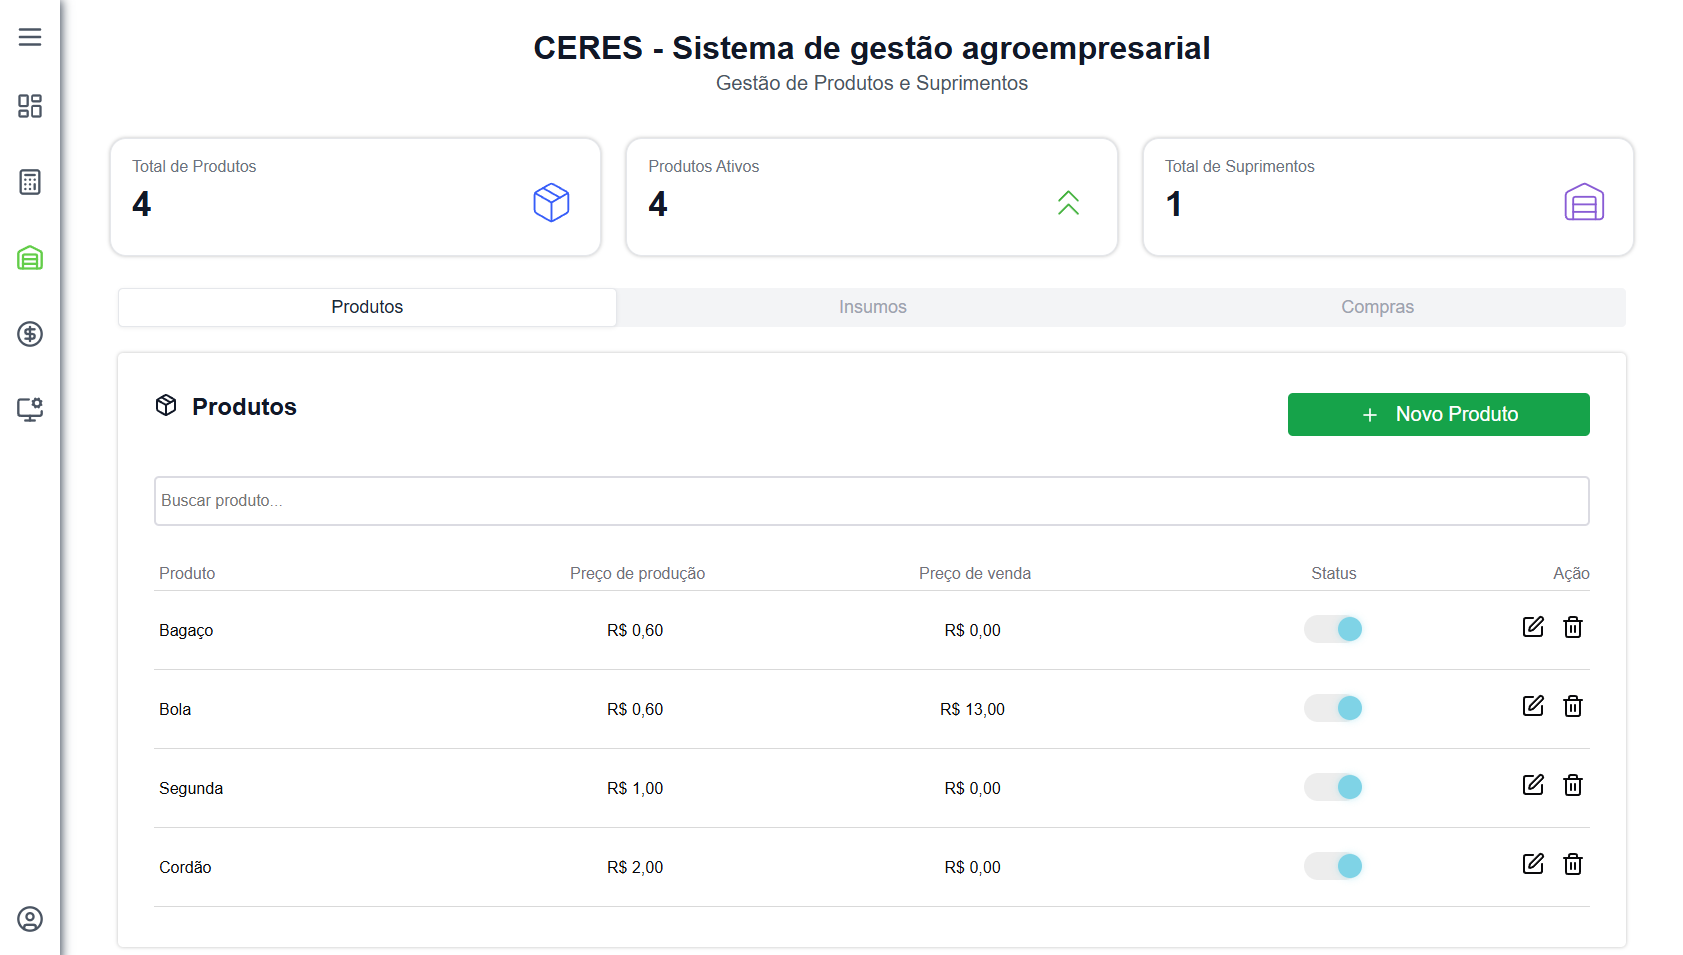 CERES - Sistema de gestão agroempresarial
Gestão de Produtos e Suprimentos
Total de Produtos
4
Produtos Ativos
4
Total de Suprimentos
1
Produtos Insumos Compras
Produtos
+ Novo Produto
Buscar produto...
Produto Preço de produção Preço de venda Status Ação
Bagaço R$ 0,60 R$ 0,00
Bola R$ 0,60 R$ 13,00
Segunda R$ 1,00 R$ 0,00
Cordão R$ 2,00 R$ 0,00